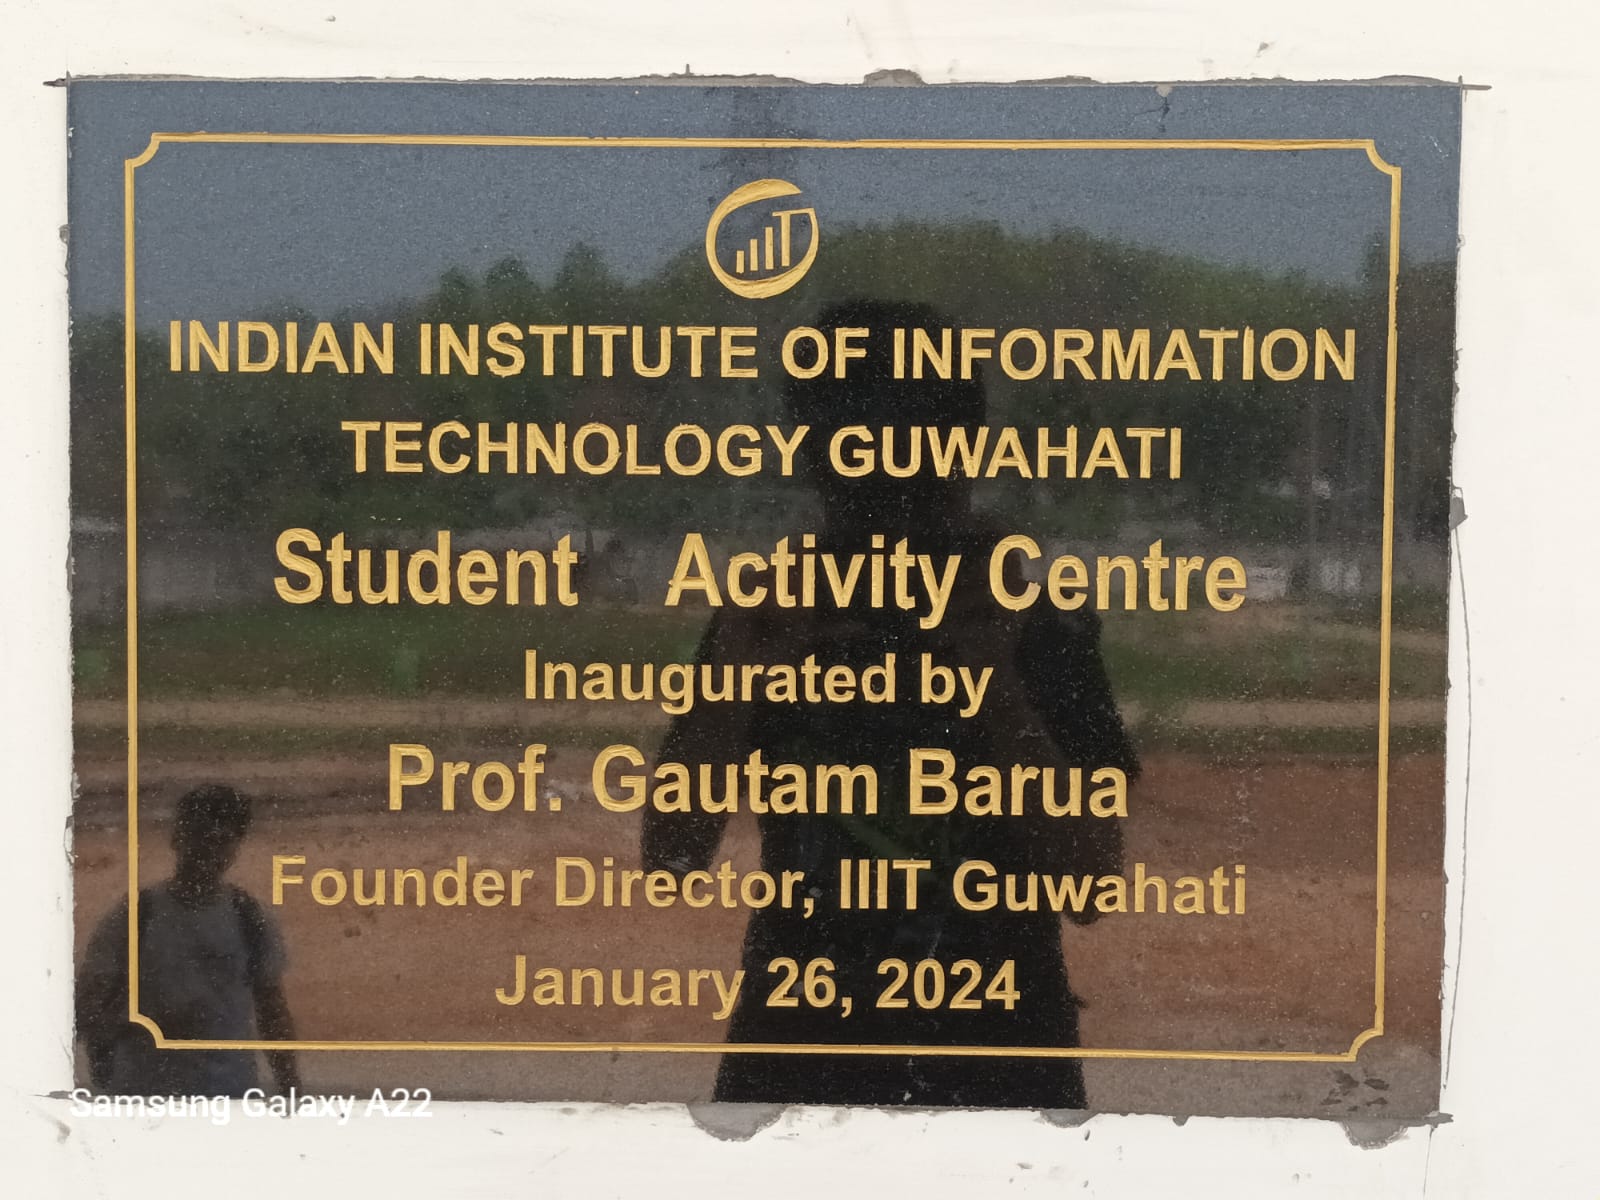 IIIT
INDIAN INSTITUTE OF INFORMATION
TECHNOLOGY GUWAHATI
Student Activity Centre
Inaugurated by
Prof. Gautam Barua
Founder Director, IIIT Guwahati
January 26, 2024
Samsung Galaxy A22